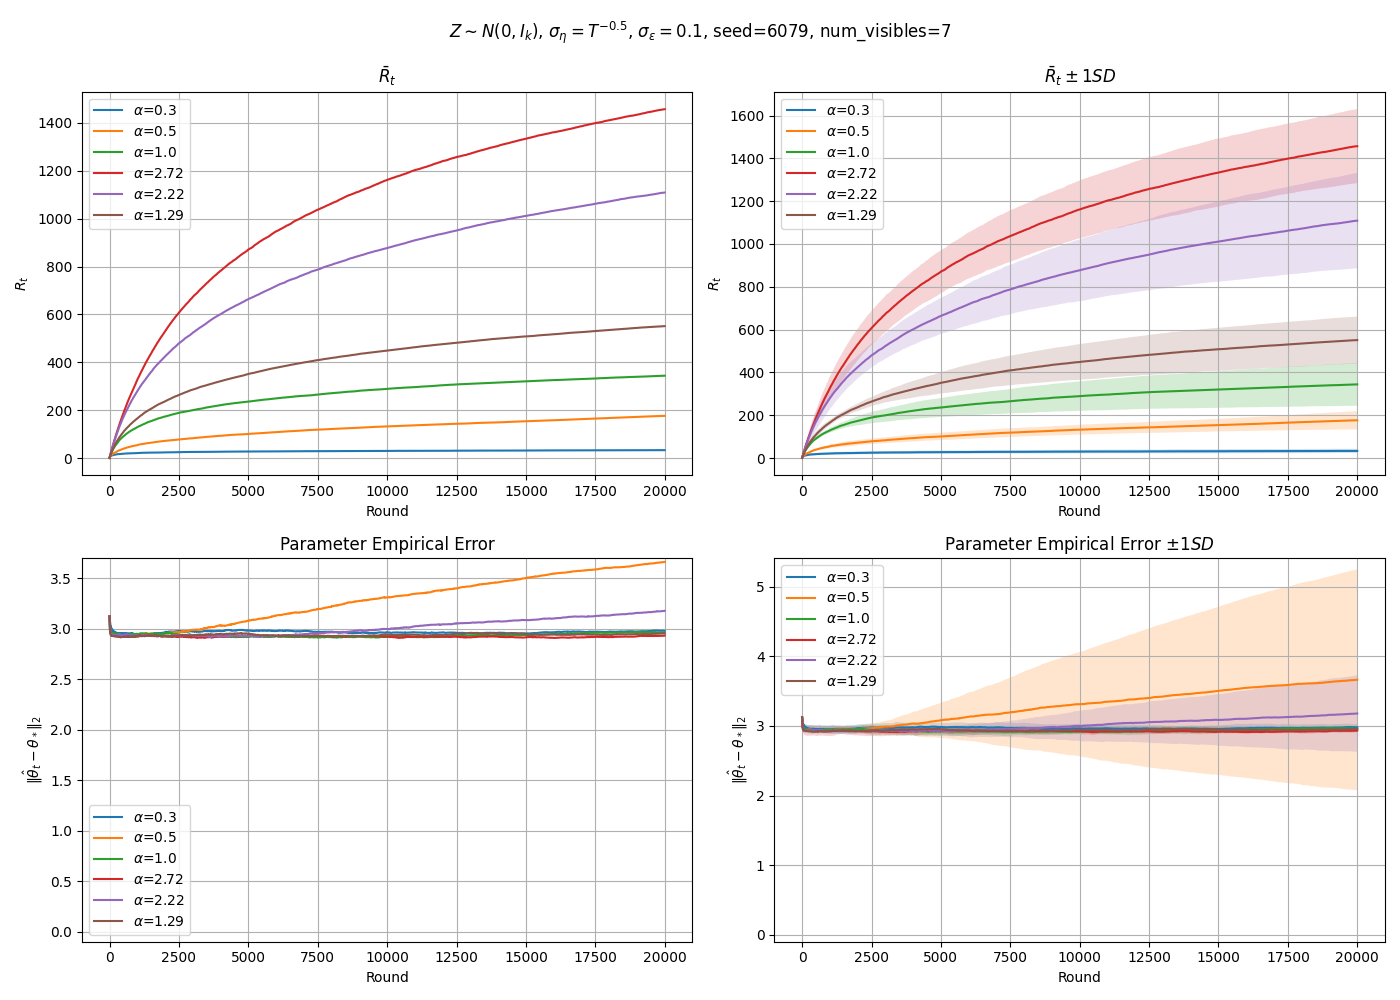 Z ∼ N(0, I_k), σ_η = T^{−0.5}, σ_ε = 0.1, seed=6079, num_visibles=7
R̄_t
α=0.3
α=0.5
α=1.0
α=2.72
α=2.22
α=1.29
1400
1200
1000
800
600
400
200
0
R_t
0 2500 5000 7500 10000 12500 15000 17500 20000
Round
R̄_t ± 1SD
α=0.3
α=0.5
α=1.0
α=2.72
α=2.22
α=1.29
1600
1400
1200
1000
800
600
400
200
0
R_t
0 2500 5000 7500 10000 12500 15000 17500 20000
Round
Parameter Empirical Error
3.5
3.0
2.5
2.0
1.5
1.0
0.5
0.0
‖θ̂_t − θ_*‖₂
α=0.3
α=0.5
α=1.0
α=2.72
α=2.22
α=1.29
0 2500 5000 7500 10000 12500 15000 17500 20000
Round
Parameter Empirical Error ±1SD
α=0.3
α=0.5
α=1.0
α=2.72
α=2.22
α=1.29
5
4
3
2
1
0
‖θ̂_t − θ_*‖₂
0 2500 5000 7500 10000 12500 15000 17500 20000
Round